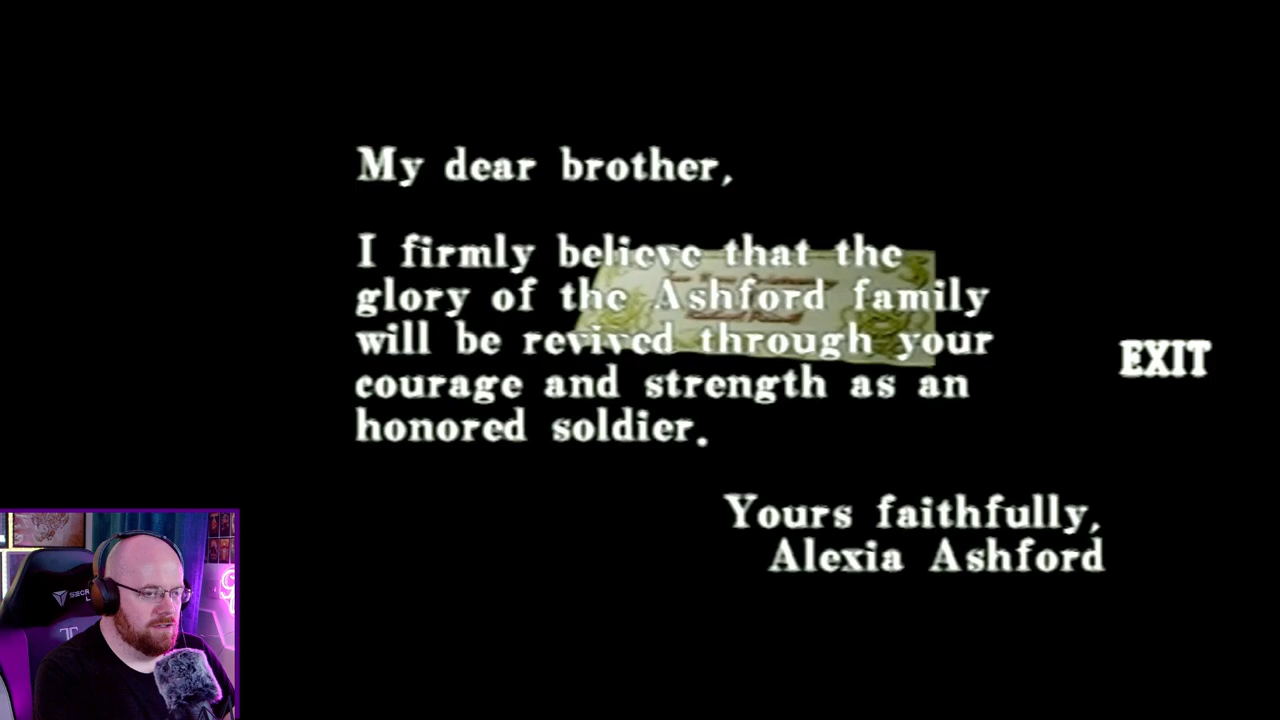 My dear brother,
I firmly believe that the
glory of the Ashford family
will be revived through your
courage and strength as an
honored soldier.
EXIT
Yours faithfully,
Alexia Ashford